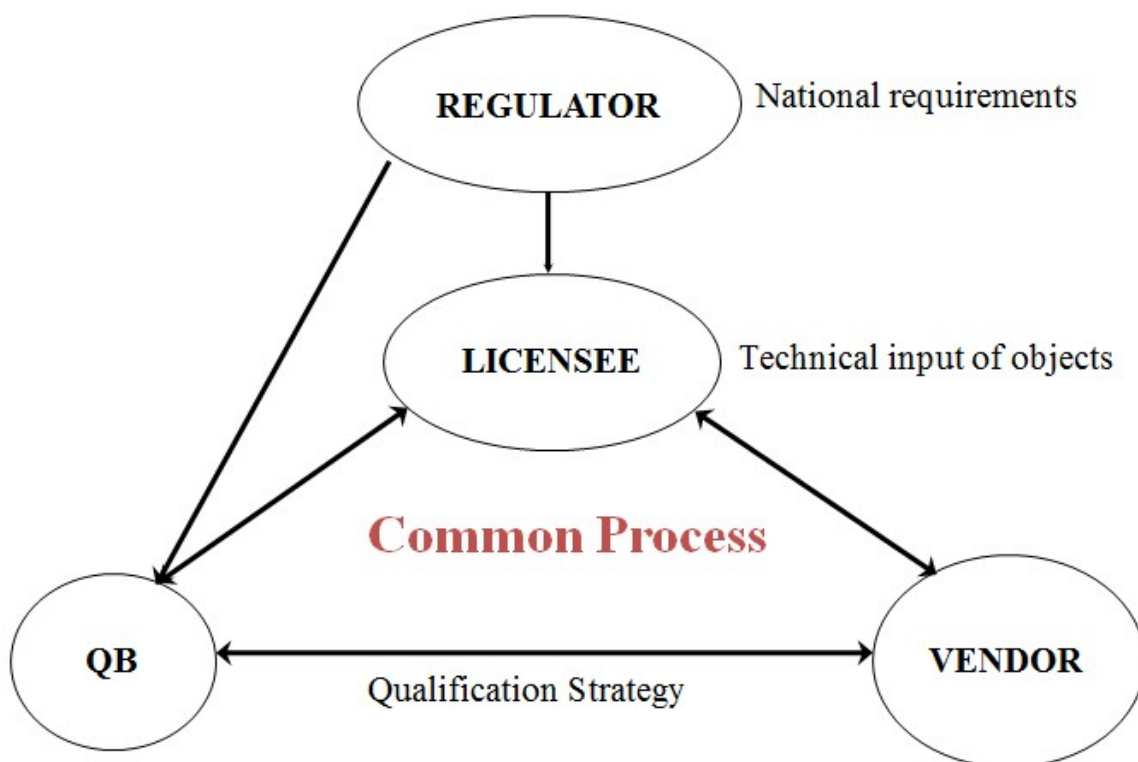 REGULATOR
National requirements
LICENSEE
Technical input of objects
Common Process
QB
VENDOR
Qualification Strategy